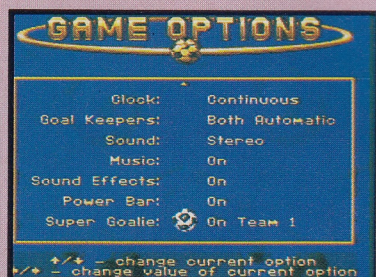 GAME OPTIONS
Clock: Continuous
Goal Keepers: Both Automatic
Sound: Stereo
Music: On
Sound Effects: On
Power Bar: On
Super Goalie: On Team 1
- change current option
- change value of current option